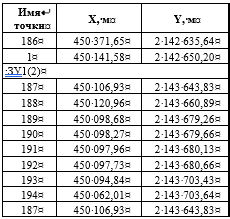 Имя↵ точки¤ X,·м¤ Y,·м¤
186¤ 450·371,65¤ 2·142·635,64¤
1¤ 450·141,58¤ 2·142·650,20¤
:ЗУ1(2)¤
187¤ 450·106,93¤ 2·143·643,83¤
188¤ 450·120,96¤ 2·143·660,89¤
189¤ 450·098,68¤ 2·143·679,26¤
190¤ 450·098,27¤ 2·143·679,66¤
191¤ 450·097,96¤ 2·143·680,13¤
192¤ 450·097,73¤ 2·143·680,66¤
193¤ 450·094,84¤ 2·143·703,43¤
194¤ 450·062,01¤ 2·143·703,64¤
187¤ 450·106,93¤ 2·143·643,83¤